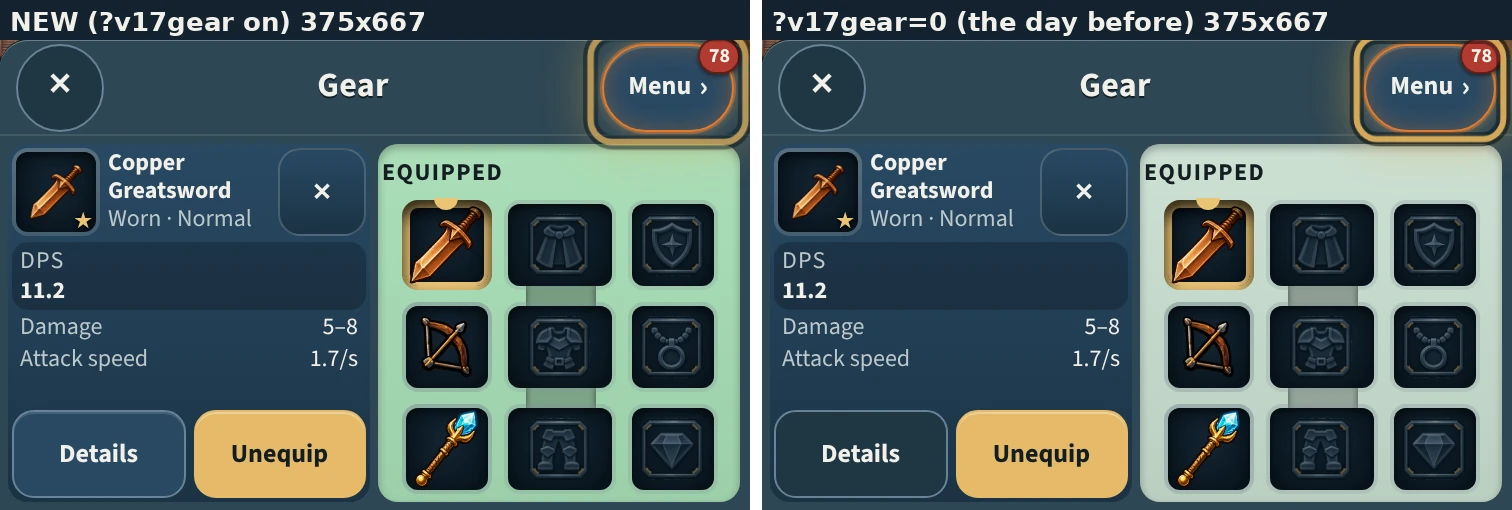 NEW (?v17gear on) 375x667
×
Gear
Menu ›
78
Copper
Greatsword
Worn · Normal
×
DPS
11.2
Damage 5–8
Attack speed 1.7/s
Details
Unequip
EQUIPPED
?v17gear=0 (the day before) 375x667
×
Gear
Menu ›
78
Copper
Greatsword
Worn · Normal
×
DPS
11.2
Damage 5–8
Attack speed 1.7/s
Details
Unequip
EQUIPPED